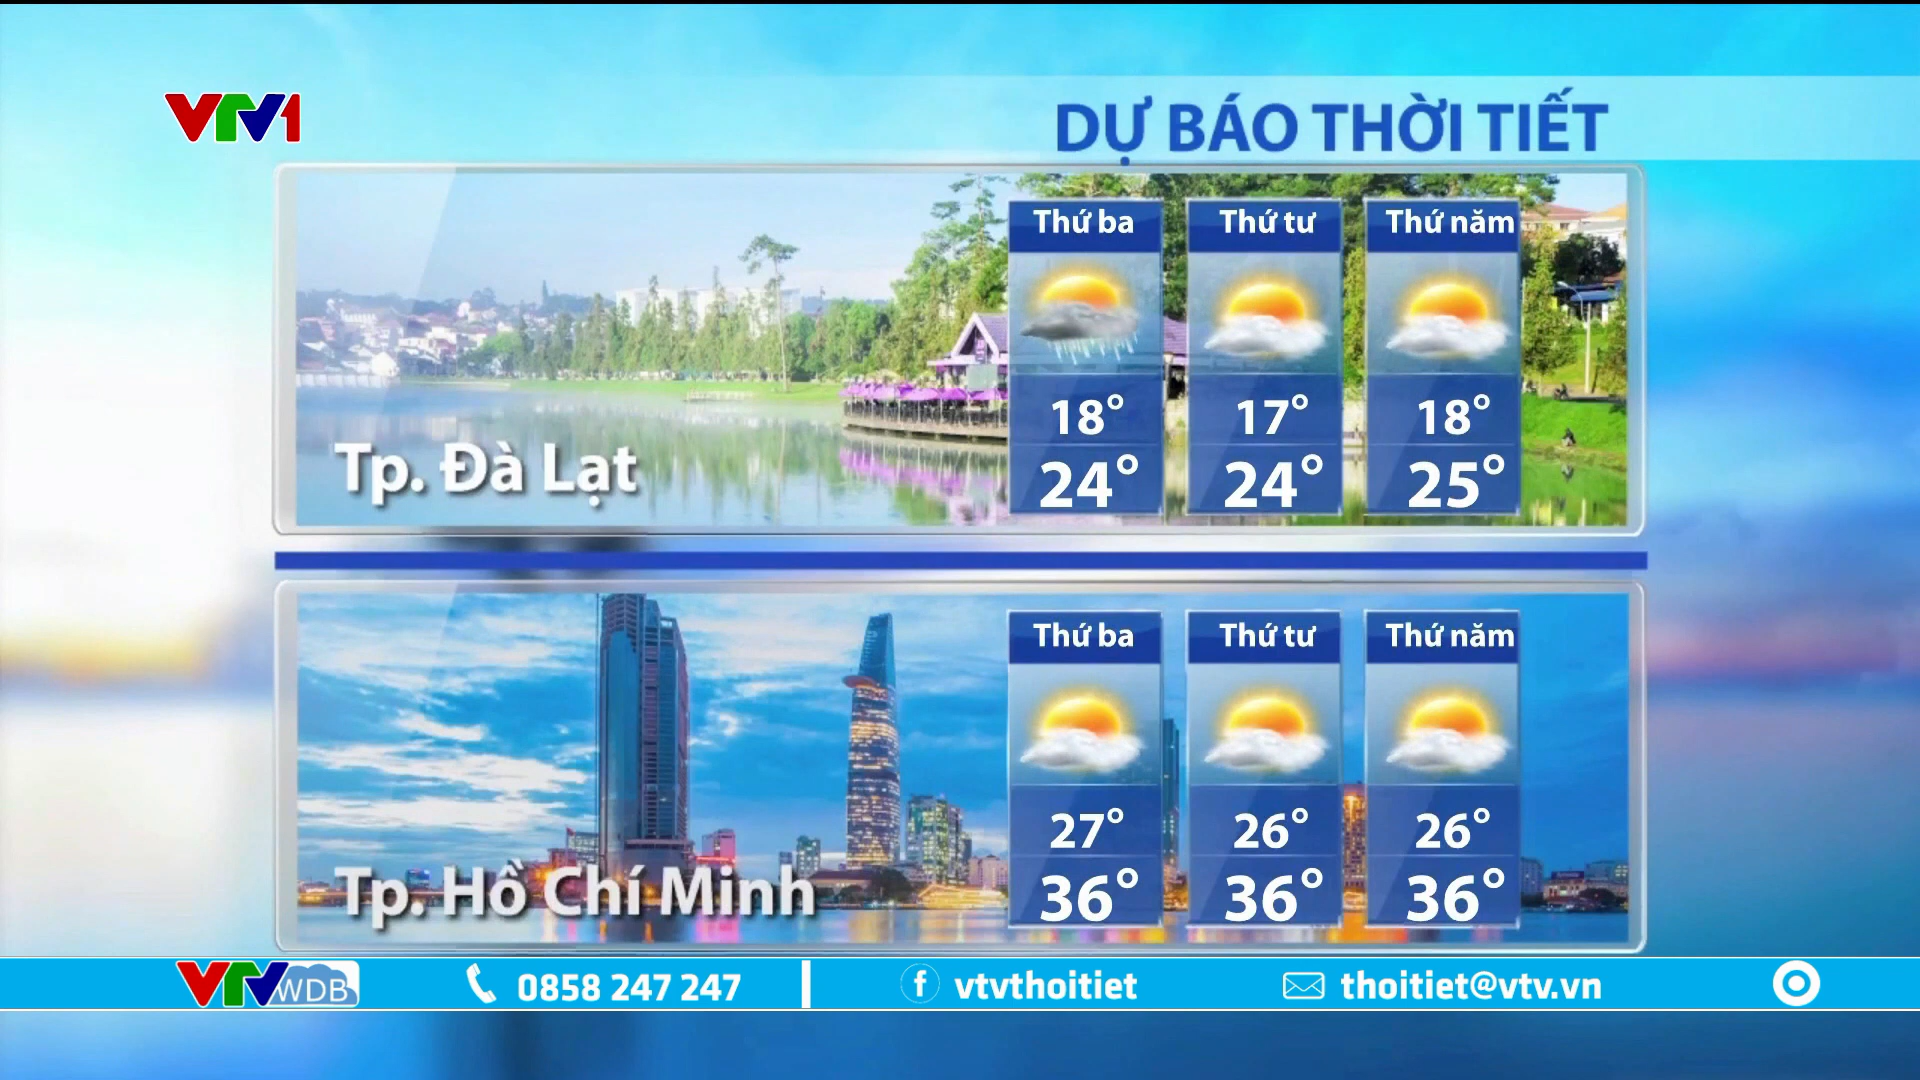 VTV1
DỰ BÁO THỜI TIẾT
Thứ ba Thứ tư Thứ năm
18° 17° 18°
24° 24° 25°
Tp. Đà Lạt
Thứ ba Thứ tư Thứ năm
27° 26° 26°
36° 36° 36°
Tp. Hồ Chí Minh
VTV WDB 0858 247 247 vtvthoitiet thoitiet@vtv.vn